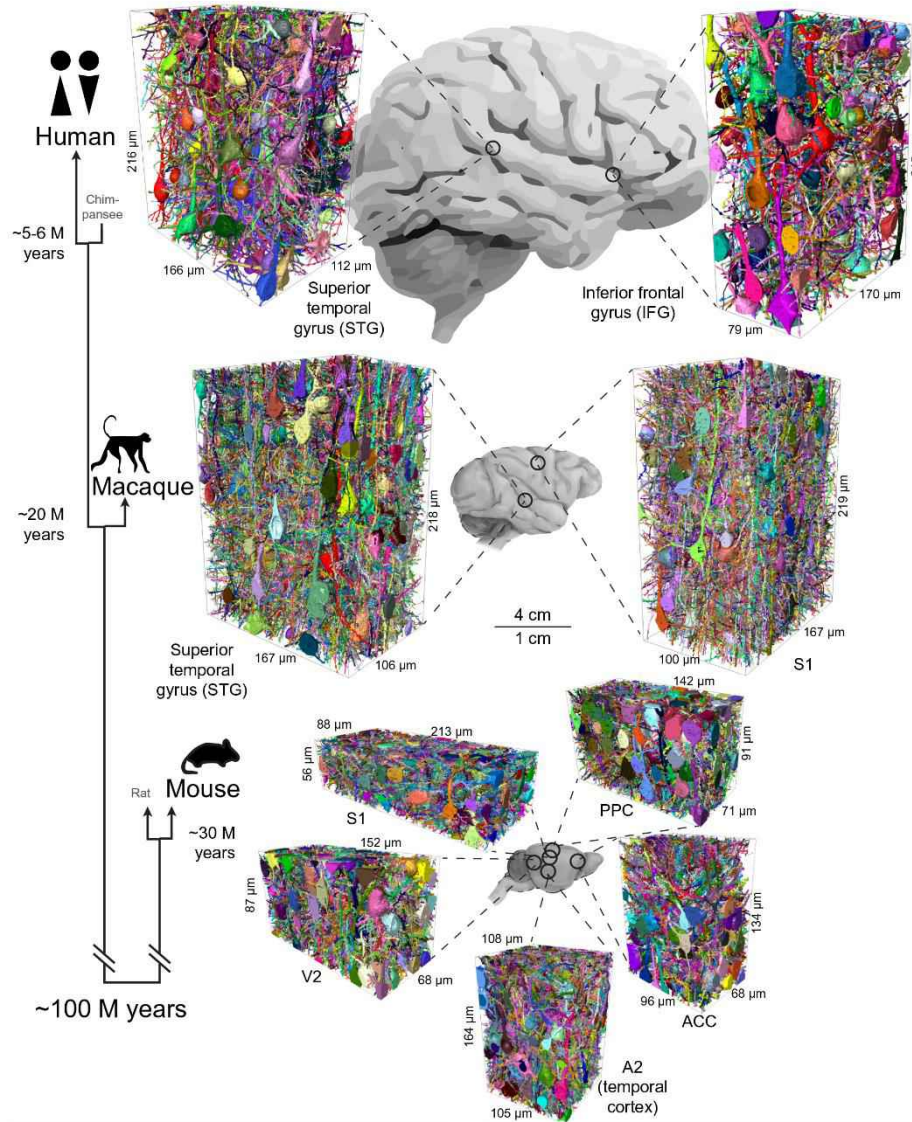 Human
Chim-
pansee
~5-6 M
years
216 µm
166 µm
112 µm
Superior
temporal
gyrus (STG)
Inferior frontal
gyrus (IFG)
79 µm
170 µm
Macaque
~20 M
years
218 µm
Superior
temporal
gyrus (STG)
167 µm
106 µm
4 cm
1 cm
219 µm
100 µm
167 µm
S1
Rat
Mouse
~30 M
years
~100 M years
88 µm
213 µm
56 µm
S1
142 µm
91 µm
71 µm
PPC
152 µm
87 µm
68 µm
V2
134 µm
96 µm
68 µm
ACC
108 µm
164 µm
105 µm
A2
(temporal
cortex)